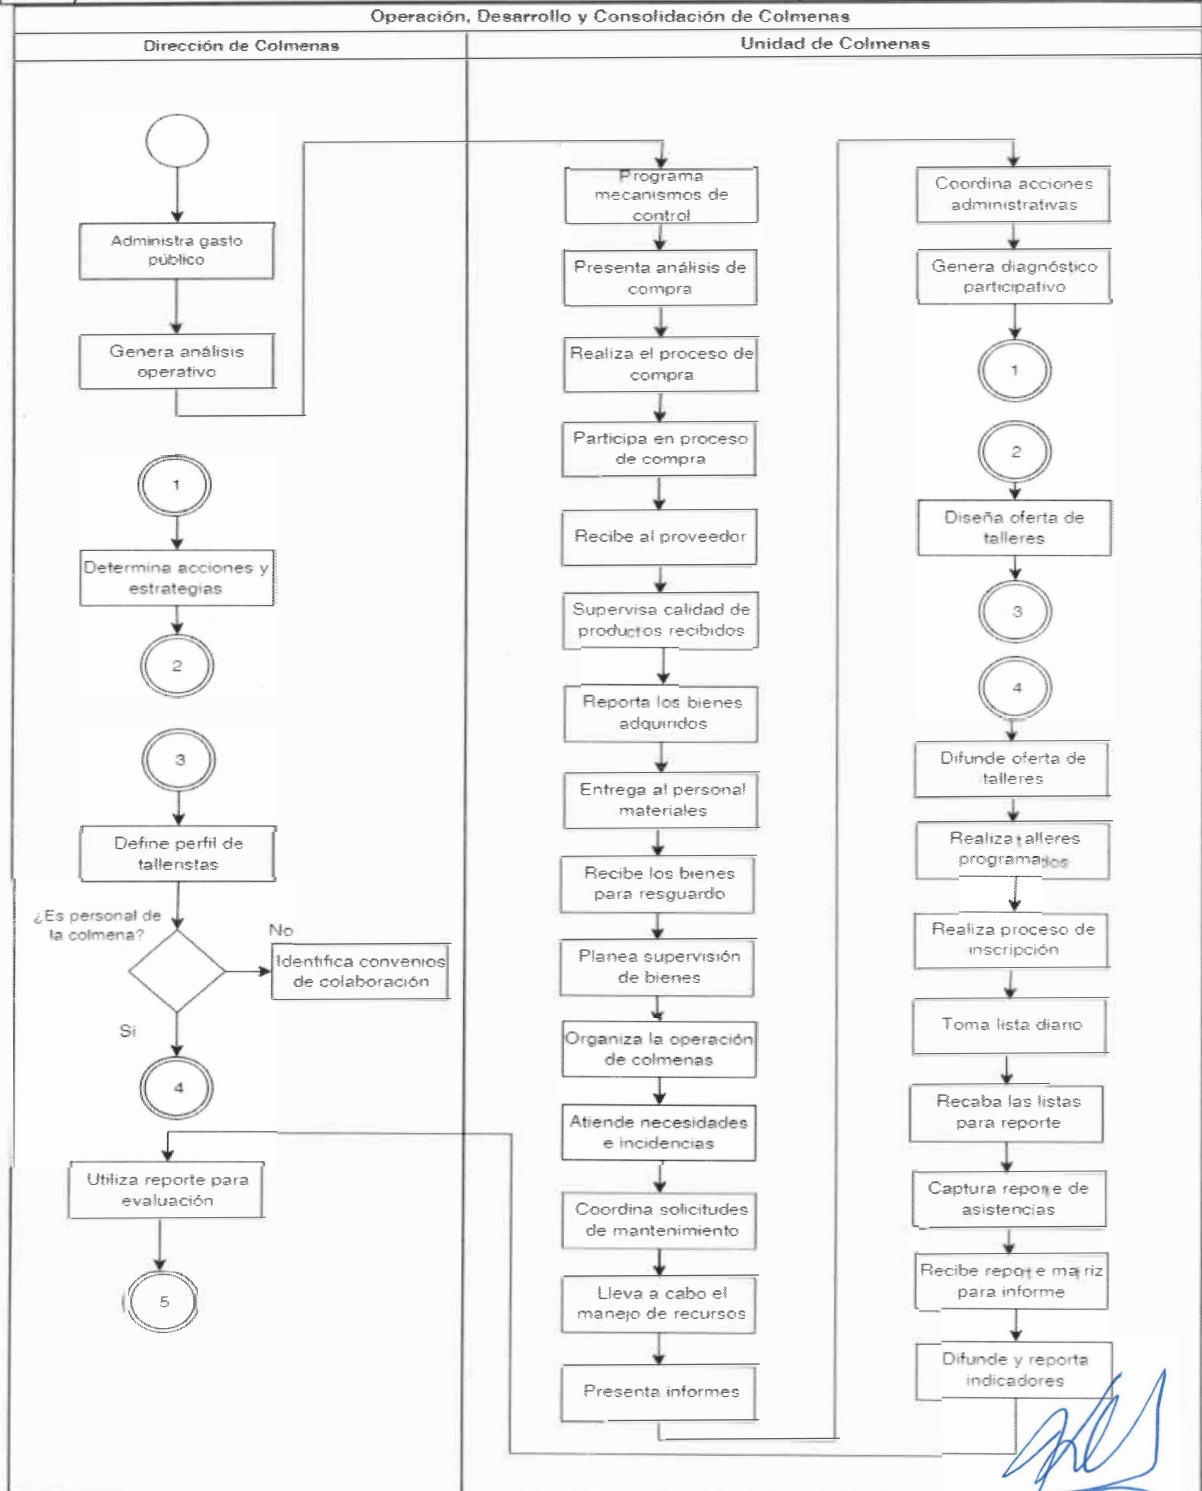 Operación, Desarrollo y Consolidación de Colmenas
Dirección de Colmenas
Unidad de Colmenas
Administra gasto
público
Genera análisis
operativo
1
Determina acciones y
estrategias
2
3
Define perfil de
talleristas
¿Es personal de
la colmena?
No
Identifica convenios
de colaboración
Si
4
Utiliza reporte para
evaluación
5
Programa
mecanismos de
control
Presenta análisis de
compra
Realiza el proceso de
compra
Participa en proceso
de compra
Recibe al proveedor
Supervisa calidad de
productos recibidos
Reporta los bienes
adquiridos
Entrega al personal
materiales
Recibe los bienes
para resguardo
Planea supervisión
de bienes
Organiza la operación
de colmenas
Atiende necesidades
e incidencias
Coordina solicitudes
de mantenimiento
Lleva a cabo el
manejo de recursos
Presenta informes
Coordina acciones
administrativas
Genera diagnóstico
participativo
1
2
Diseña oferta de
talleres
3
4
Difunde oferta de
talleres
Realiza talleres
programados
Realiza proceso de
inscripción
Toma lista diario
Recaba las listas
para reporte
Captura reporte de
asistencias
Recibe reporte matriz
para informe
Difunde y reporta
indicadores